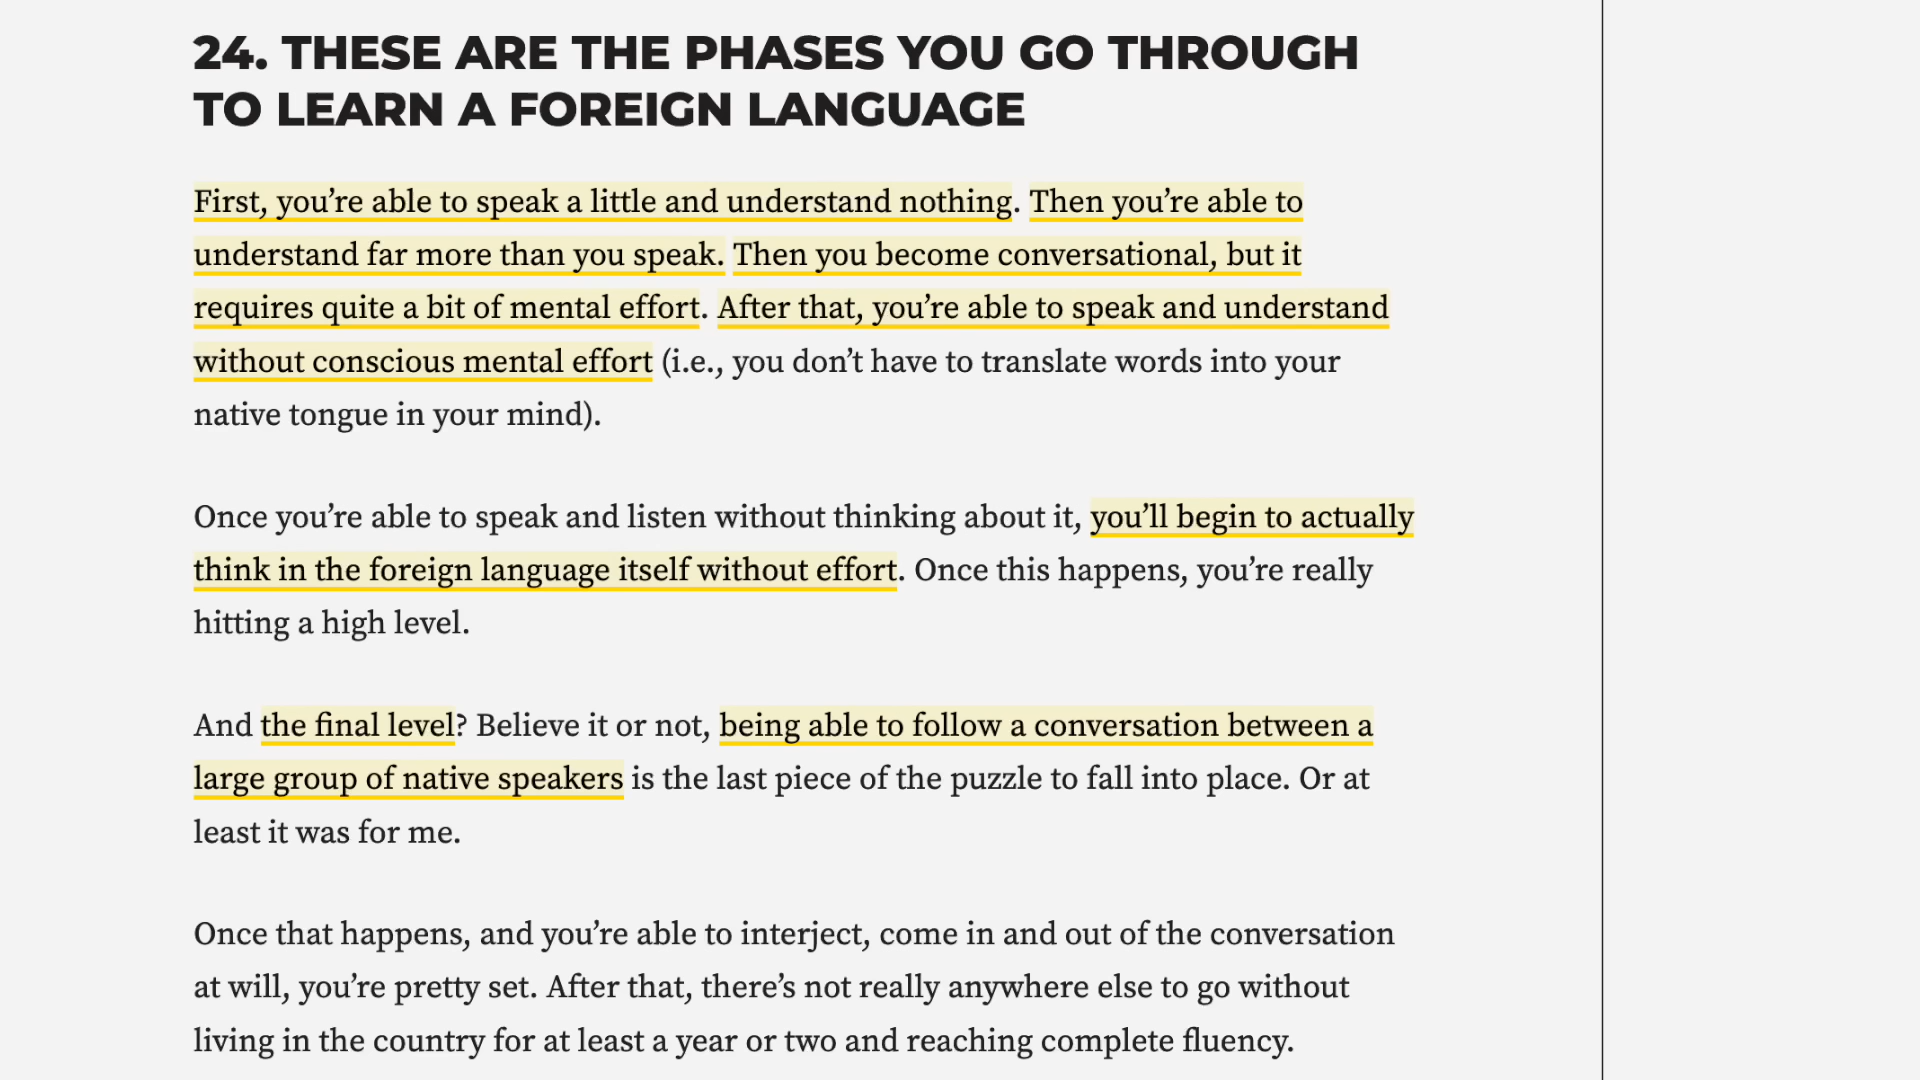 24. THESE ARE THE PHASES YOU GO THROUGH
TO LEARN A FOREIGN LANGUAGE
First, you’re able to speak a little and understand nothing. Then you’re able to
understand far more than you speak. Then you become conversational, but it
requires quite a bit of mental effort. After that, you’re able to speak and understand
without conscious mental effort (i.e., you don’t have to translate words into your
native tongue in your mind).
Once you’re able to speak and listen without thinking about it, you’ll begin to actually
think in the foreign language itself without effort. Once this happens, you’re really
hitting a high level.
And the final level? Believe it or not, being able to follow a conversation between a
large group of native speakers is the last piece of the puzzle to fall into place. Or at
least it was for me.
Once that happens, and you’re able to interject, come in and out of the conversation
at will, you’re pretty set. After that, there’s not really anywhere else to go without
living in the country for at least a year or two and reaching complete fluency.